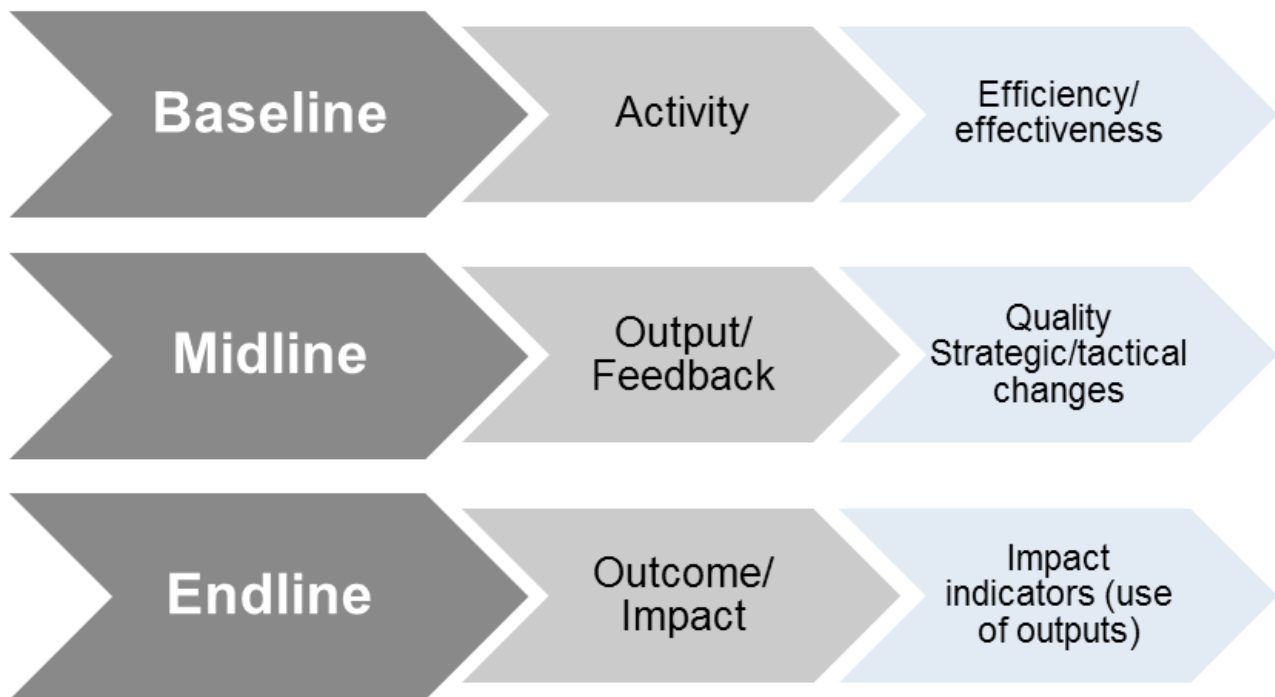 Baseline
Activity
Efficiency/
effectiveness
Midline
Output/
Feedback
Quality
Strategic/tactical
changes
Endline
Outcome/
Impact
Impact
indicators (use
of outputs)